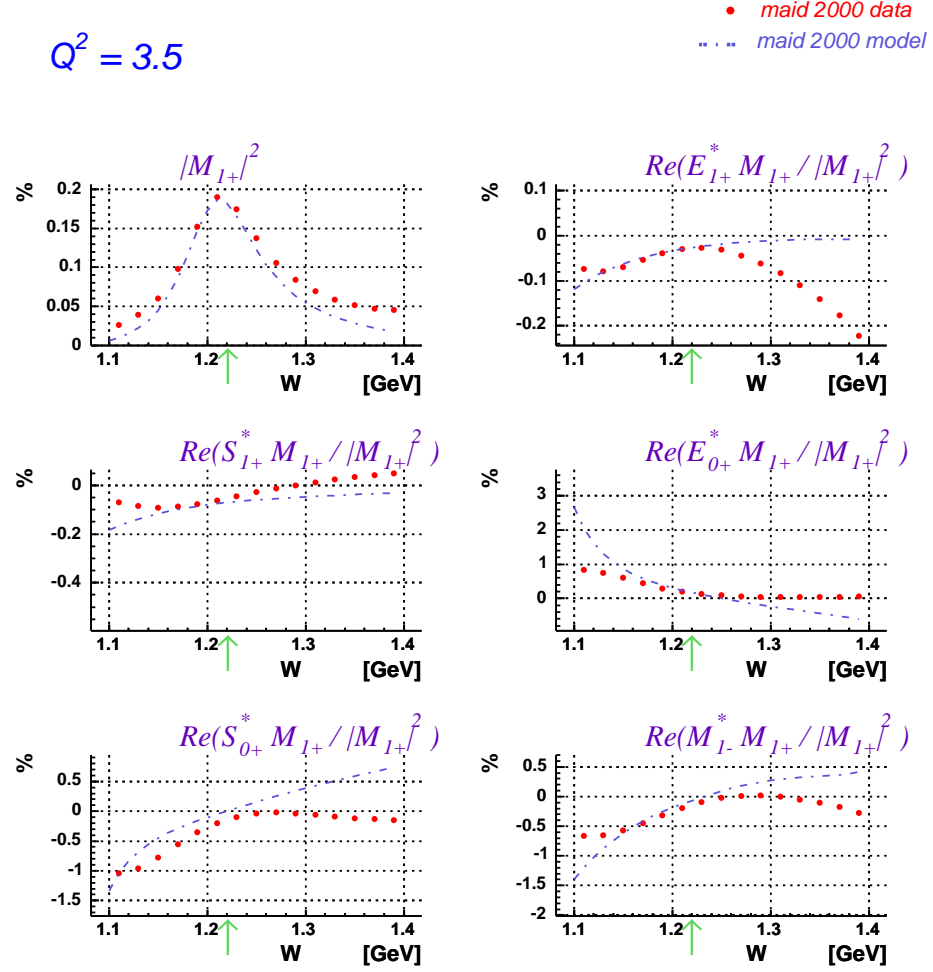 maid 2000 data
maid 2000 model
Q² = 3.5
|M₁₊|²
%
0.2
0.15
0.1
0.05
0
1.1 1.2 1.3 1.4
W [GeV]
Re(E*₁₊ M₁₊ / |M₁₊|²)
%
0.1
0
-0.1
-0.2
1.1 1.2 1.3 1.4
W [GeV]
Re(S*₁₊ M₁₊ / |M₁₊|²)
%
0
-0.2
-0.4
1.1 1.2 1.3 1.4
W [GeV]
Re(E*₀₊ M₁₊ / |M₁₊|²)
%
3
2
1
0
1.1 1.2 1.3 1.4
W [GeV]
Re(S*₀₊ M₁₊ / |M₁₊|²)
%
0.5
0
-0.5
-1
-1.5
1.1 1.2 1.3 1.4
W [GeV]
Re(M*₁₋ M₁₊ / |M₁₊|²)
%
0.5
0
-0.5
-1
-1.5
-2
1.1 1.2 1.3 1.4
W [GeV]